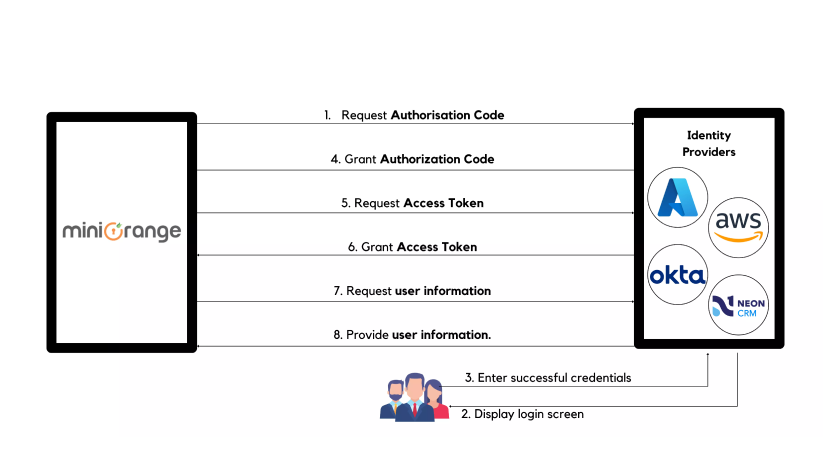 1. Request Authorisation Code
4. Grant Authorization Code
5. Request Access Token
6. Grant Access Token
7. Request user information
8. Provide user information.
miniOrange
Identity
Providers
aws
okta
NEON
CRM
3. Enter successful credentials
2. Display login screen